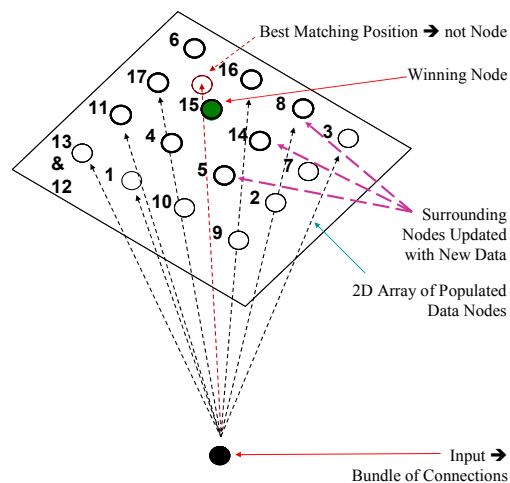 Best Matching Position ➔ not Node
6
17
16
Winning Node
11
15
8
13
&
12
4
14
3
1
5
7
10
2
9
Surrounding
Nodes Updated
with New Data
2D Array of Populated
Data Nodes
Input ➔
Bundle of Connections